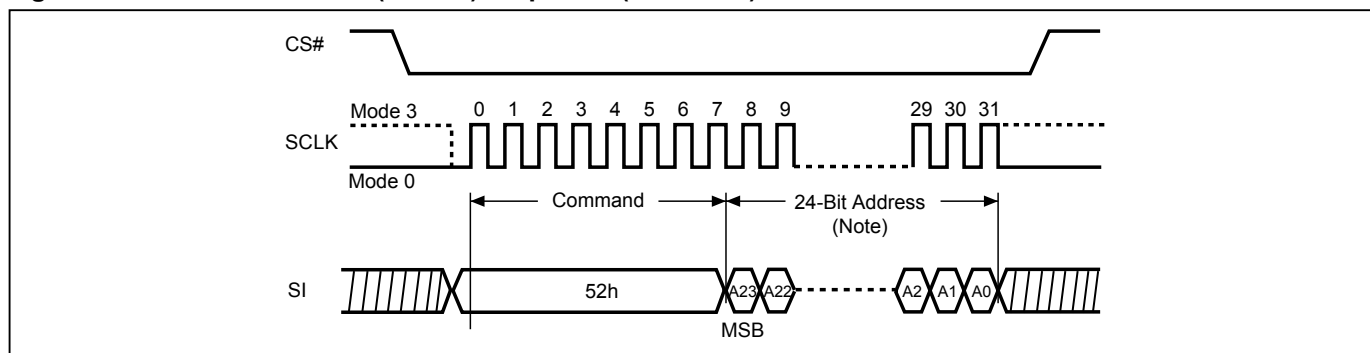 CS#
Mode 3
0 1 2 3 4 5 6 7 8 9 29 30 31
SCLK
Mode 0
Command
24-Bit Address
(Note)
SI
52h
A23 A22 A2 A1 A0
MSB